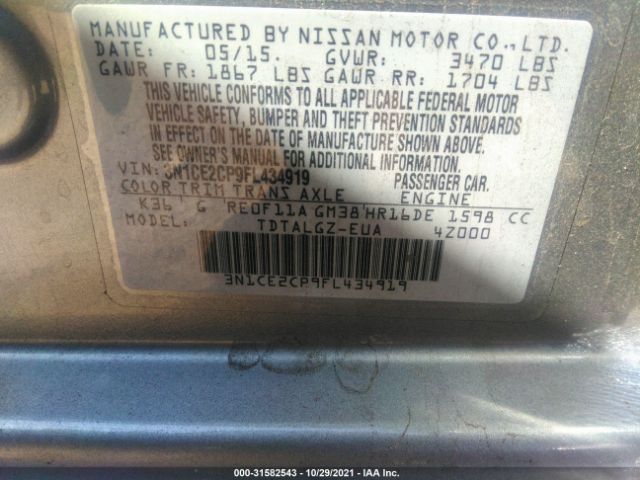 MANUFACTURED BY NISSAN MOTOR CO.,LTD.
DATE: 05/15. GVWR: 3470 LBS
GAWR FR: 1867 LBS GAWR RR: 1704 LBS
THIS VEHICLE CONFORMS TO ALL APPLICABLE FEDERAL MOTOR
VEHICLE SAFETY, BUMPER AND THEFT PREVENTION STANDARDS
IN EFFECT ON THE DATE OF MANUFACTURE SHOWN ABOVE.
SEE OWNER'S MANUAL FOR ADDITIONAL INFORMATION.
VIN: 3N1CE2CP9FL434919 PASSENGER CAR.
COLOR TRIM TRANS AXLE ENGINE
K36 G RE0F11A GM38 HR16DE 1598 CC
MODEL: TDTALGZ-EUA 4Z000
3N1CE2CP9FL434919
000-31582543 - 10/29/2021 - IAA Inc.